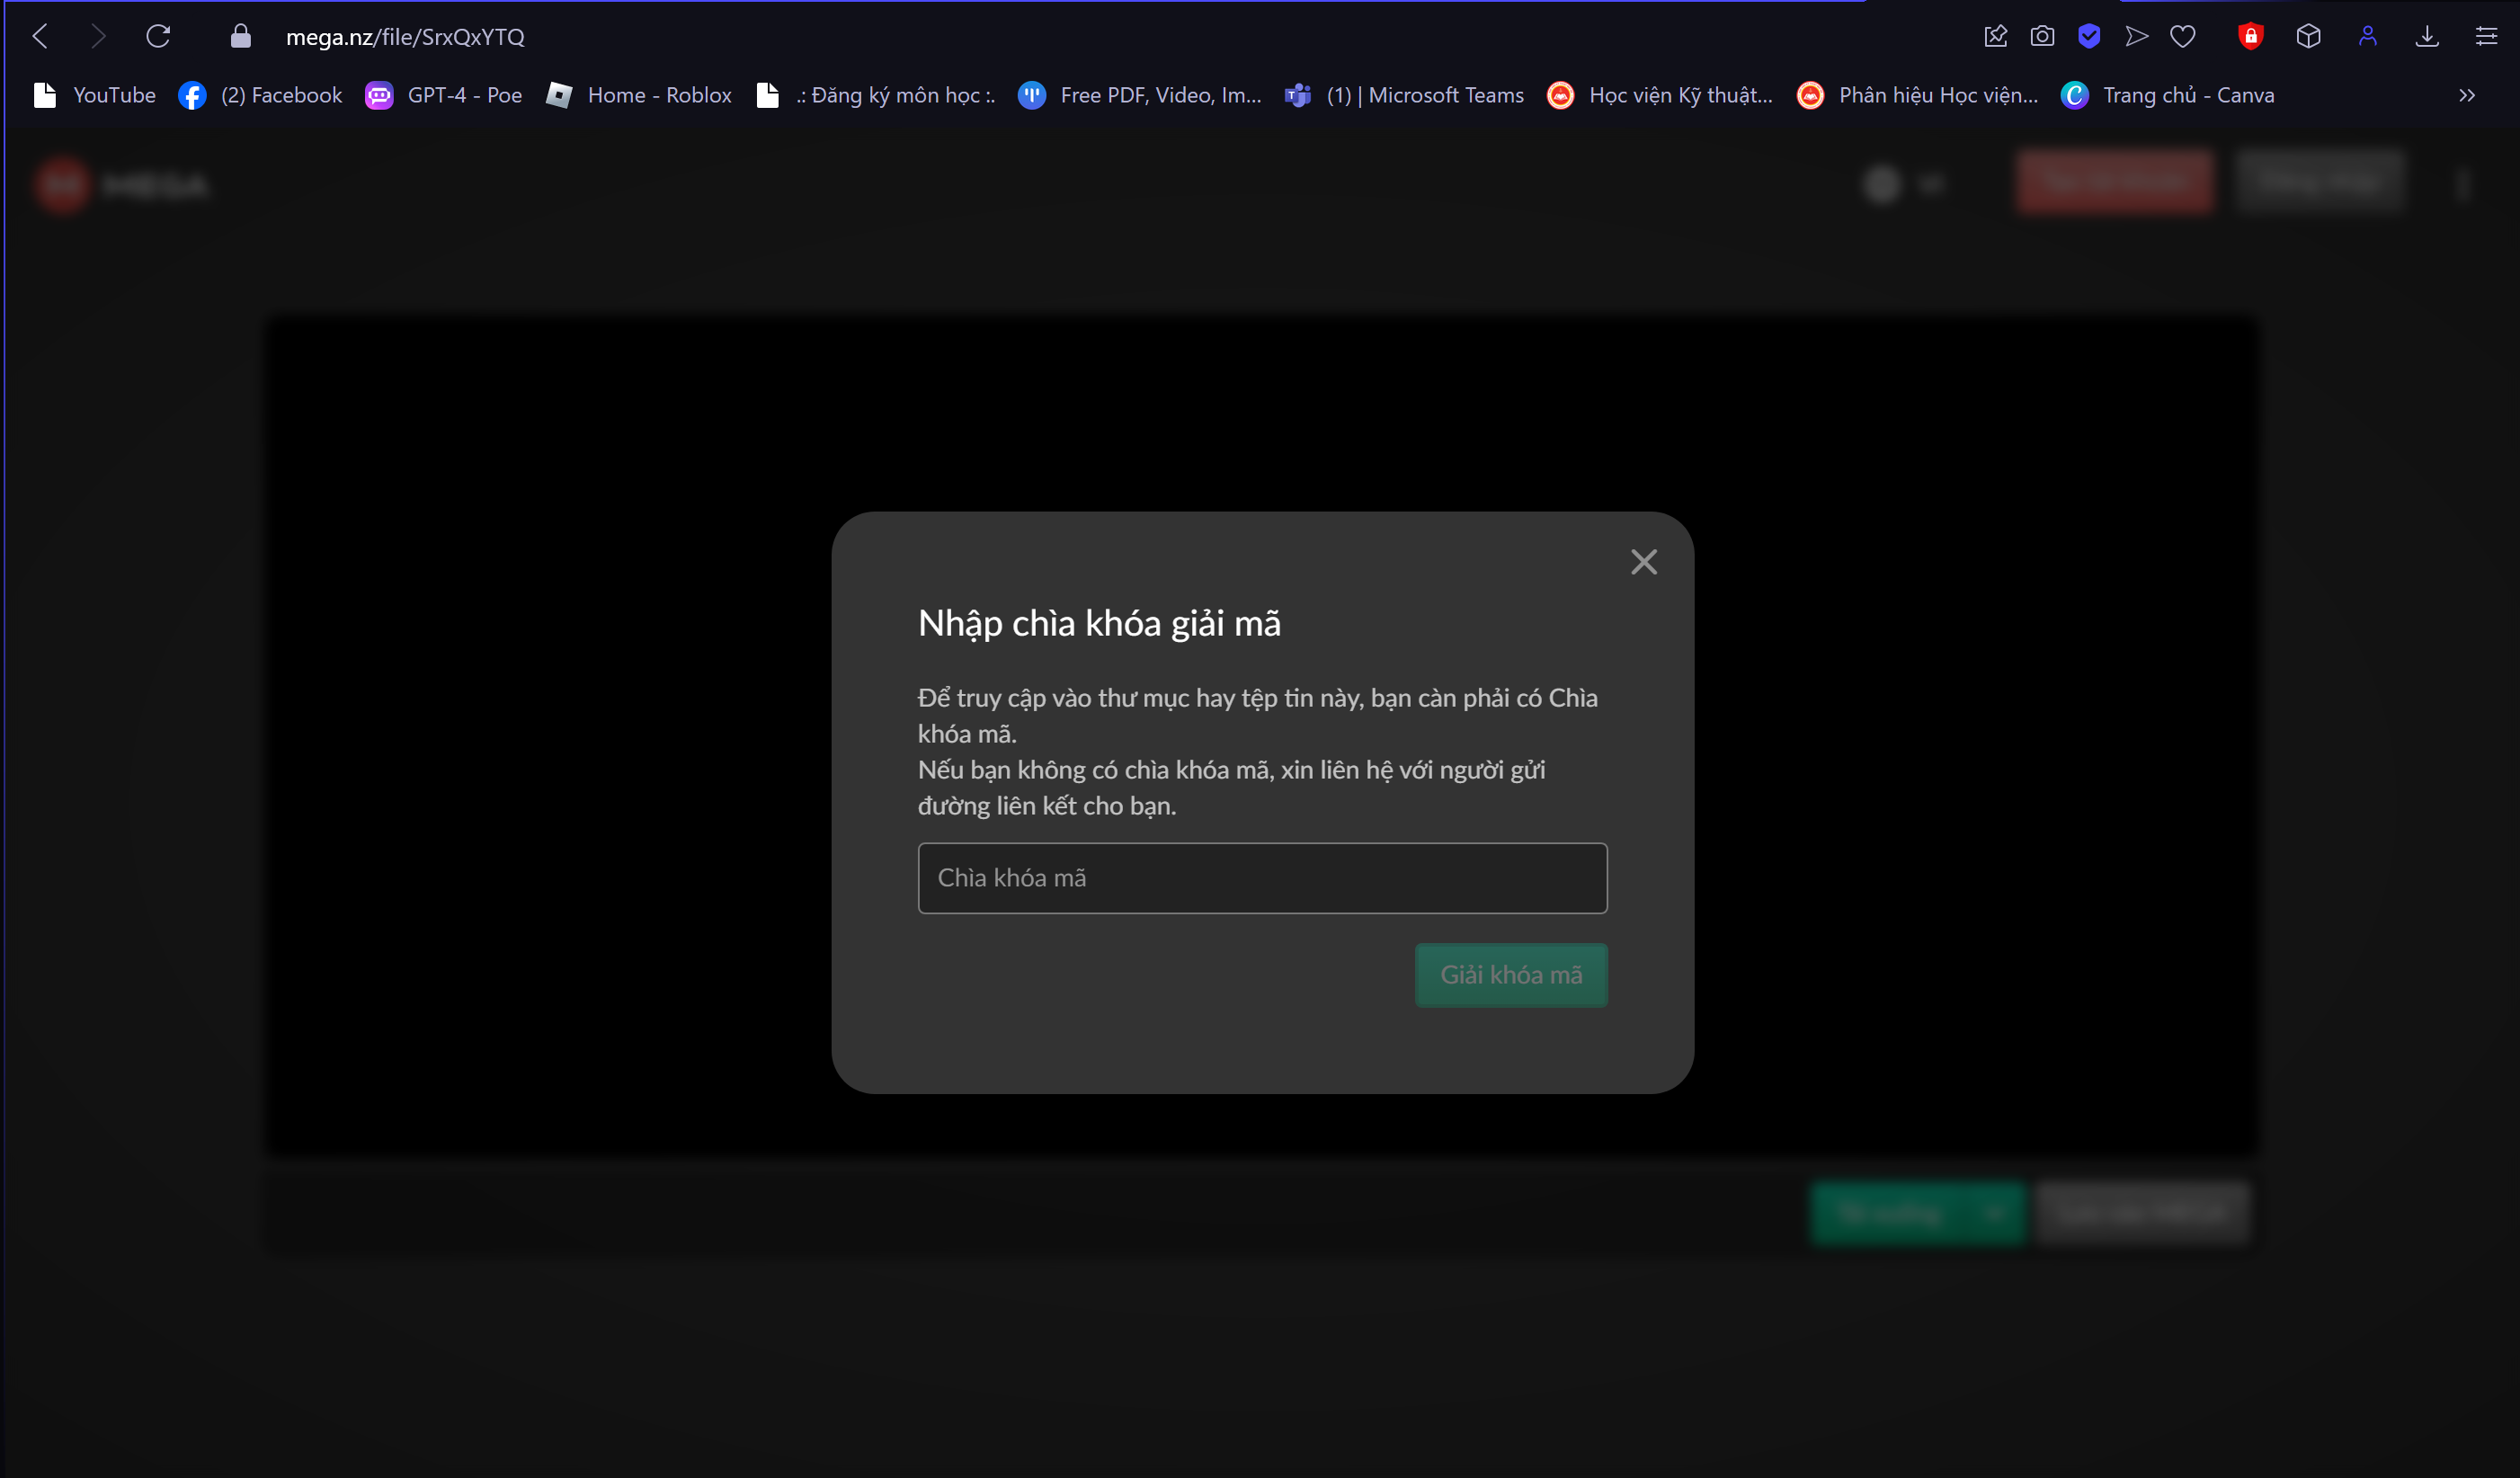 mega.nz/file/SrxQxYTQ
YouTube (2) Facebook GPT-4 - Poe Home - Roblox .: Đăng ký môn học :. Free PDF, Video, Im... (1) | Microsoft Teams Học viện Kỹ thuật... Phân hiệu Học viện... Trang chủ - Canva
MEGA
Nhập chìa khóa giải mã
Để truy cập vào thư mục hay tệp tin này, bạn càn phải có Chìa
khóa mã.
Nếu bạn không có chìa khóa mã, xin liên hệ với người gửi
đường liên kết cho bạn.
Chìa khóa mã
Giải khóa mã